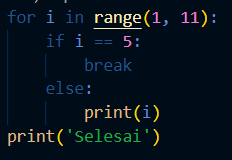 for i in range(1, 11):
    if i == 5:
        break
    else:
        print(i)
print('Selesai')